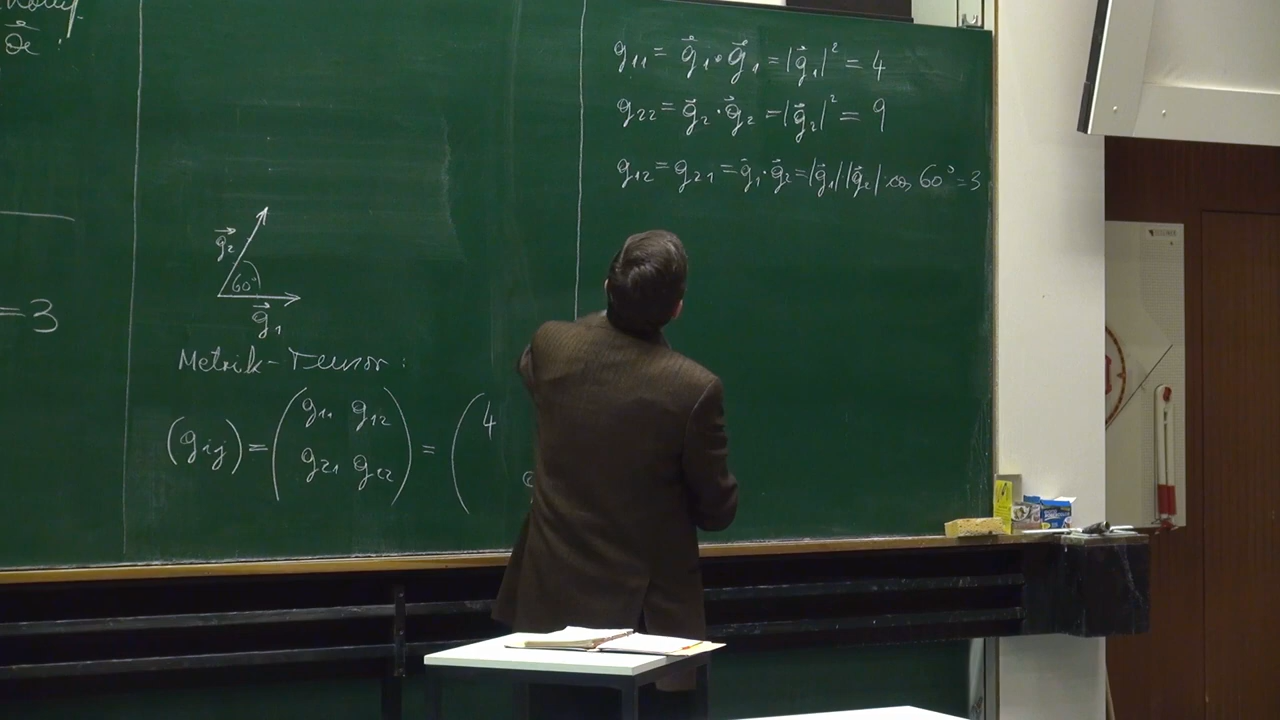 = 3
g⃗₂
60°
g⃗₁
Metrik-Tensor:
(gᵢⱼ) = ( g₁₁ g₁₂ ) = ( 4
g₂₁ g₂₂
g₁₁ = g⃗₁ · g⃗₁ = |g⃗₁|² = 4
g₂₂ = g⃗₂ · g⃗₂ = |g⃗₂|² = 9
g₁₂ = g₂₁ = g⃗₁ · g⃗₂ = |g⃗₁| |g⃗₂| · cos 60° = 3